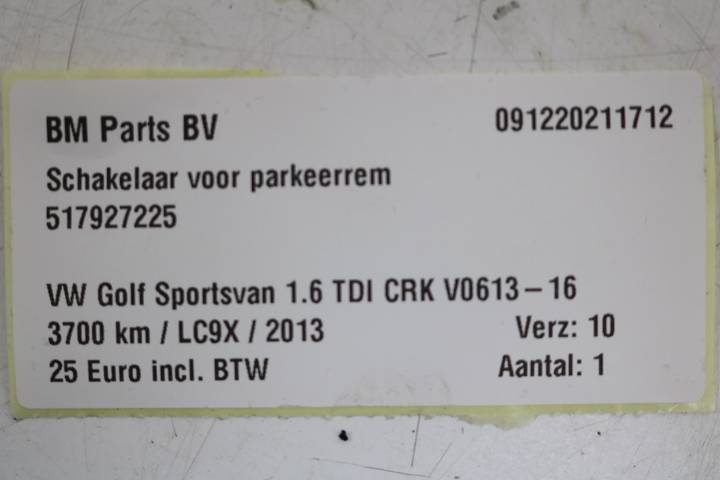 BM Parts BV 091220211712
Schakelaar voor parkeerrem
517927225
VW Golf Sportsvan 1.6 TDI CRK V0613-16
3700 km / LC9X / 2013 Verz: 10
25 Euro incl. BTW Aantal: 1